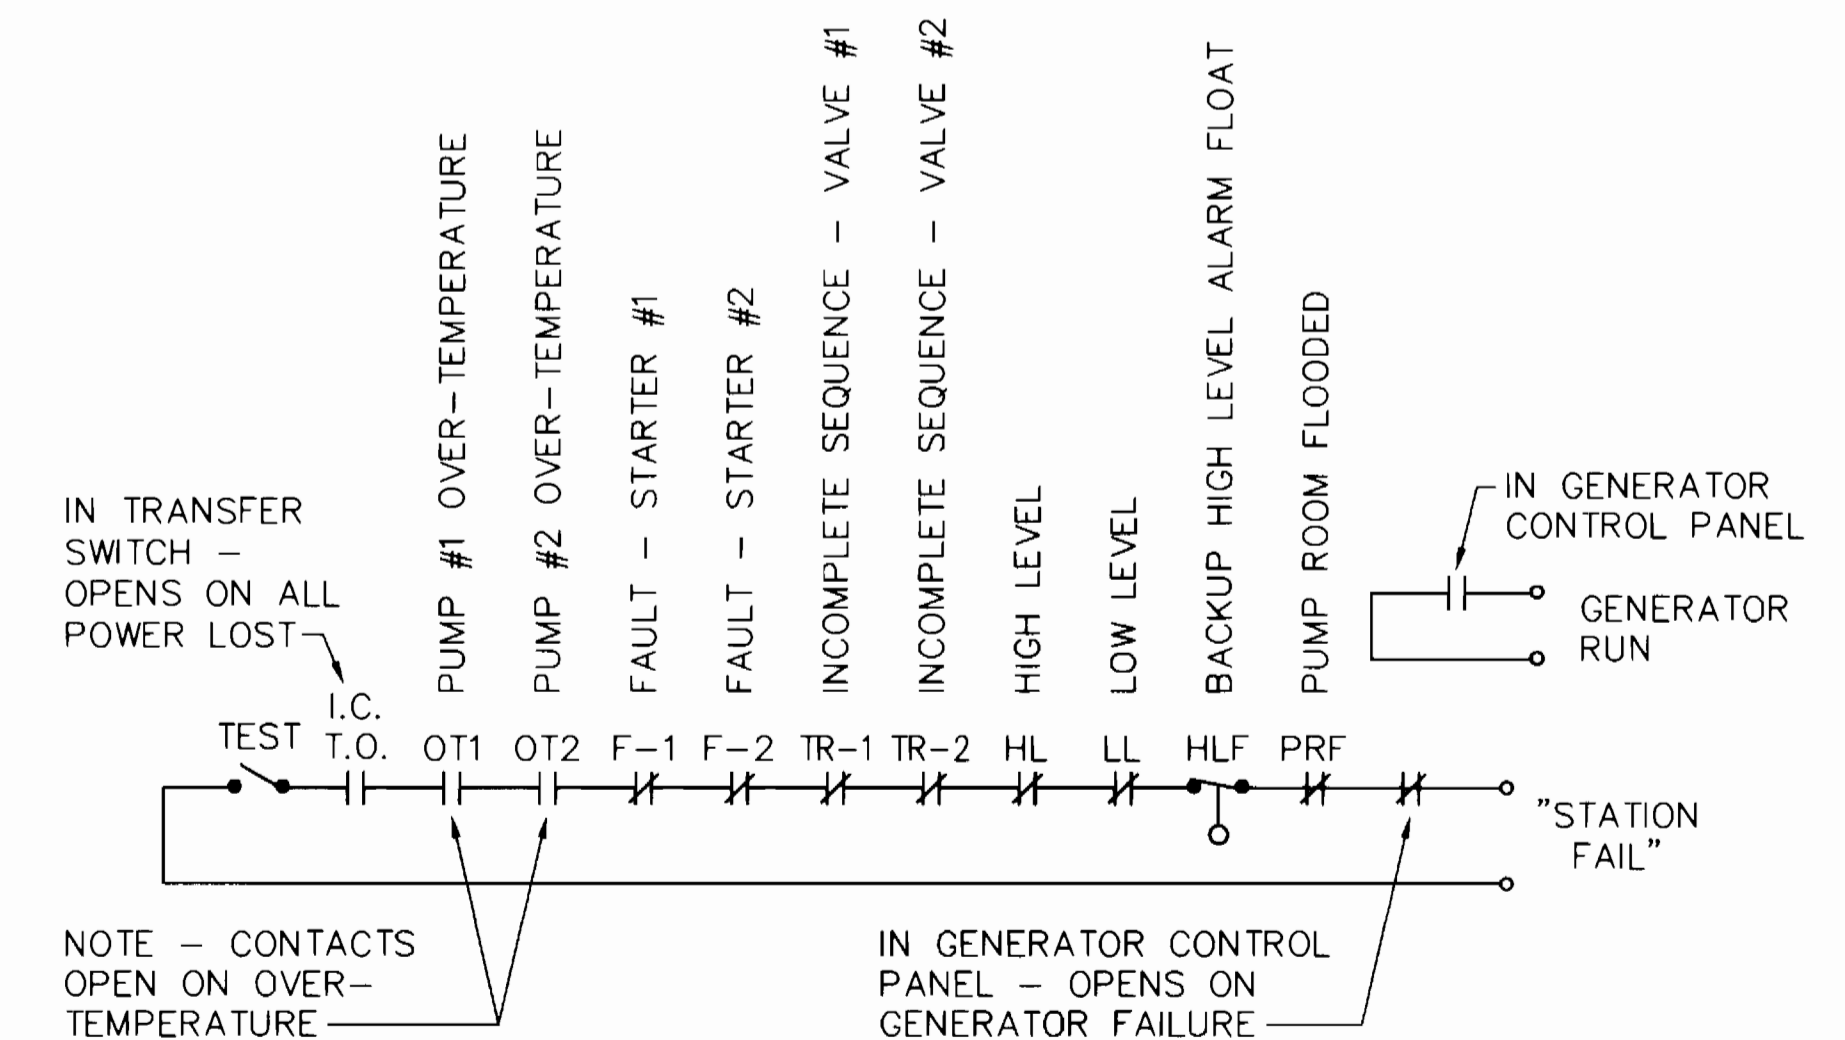 IN TRANSFER
SWITCH –
OPENS ON ALL
POWER LOST
PUMP #1 OVER–TEMPERATURE
PUMP #2 OVER–TEMPERATURE
FAULT – STARTER #1
FAULT – STARTER #2
INCOMPLETE SEQUENCE – VALVE #1
INCOMPLETE SEQUENCE – VALVE #2
HIGH LEVEL
LOW LEVEL
BACKUP HIGH LEVEL ALARM FLOAT
PUMP ROOM FLOODED
IN GENERATOR
CONTROL PANEL
GENERATOR
RUN
TEST
I.C.
T.O.
OT1
OT2
F–1
F–2
TR–1
TR–2
HL
LL
HLF
PRF
"STATION
FAIL"
NOTE – CONTACTS
OPEN ON OVER–
TEMPERATURE
IN GENERATOR CONTROL
PANEL – OPENS ON
GENERATOR FAILURE